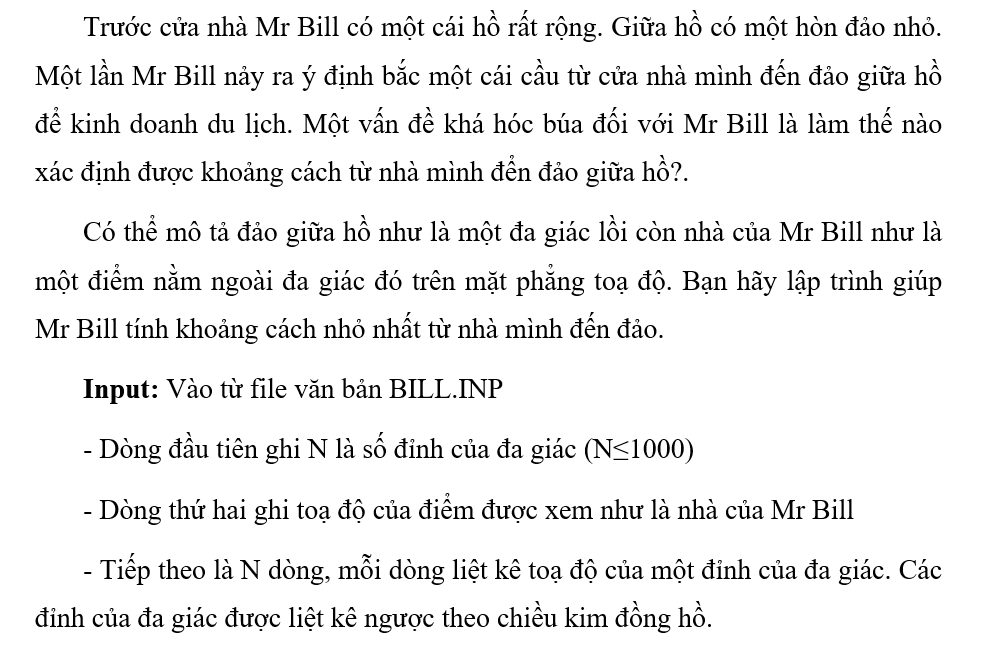 Trước cửa nhà Mr Bill có một cái hồ rất rộng. Giữa hồ có một hòn đảo nhỏ.
Một lần Mr Bill nảy ra ý định bắc một cái cầu từ cửa nhà mình đến đảo giữa hồ
để kinh doanh du lịch. Một vấn đề khá hóc búa đối với Mr Bill là làm thế nào
xác định được khoảng cách từ nhà mình đển đảo giữa hồ?.
Có thể mô tả đảo giữa hồ như là một đa giác lồi còn nhà của Mr Bill như là
một điểm nằm ngoài đa giác đó trên mặt phẳng toạ độ. Bạn hãy lập trình giúp
Mr Bill tính khoảng cách nhỏ nhất từ nhà mình đến đảo.
Input: Vào từ file văn bản BILL.INP
- Dòng đầu tiên ghi N là số đỉnh của đa giác (N≤1000)
- Dòng thứ hai ghi toạ độ của điểm được xem như là nhà của Mr Bill
- Tiếp theo là N dòng, mỗi dòng liệt kê toạ độ của một đỉnh của đa giác. Các
đỉnh của đa giác được liệt kê ngược theo chiều kim đồng hồ.